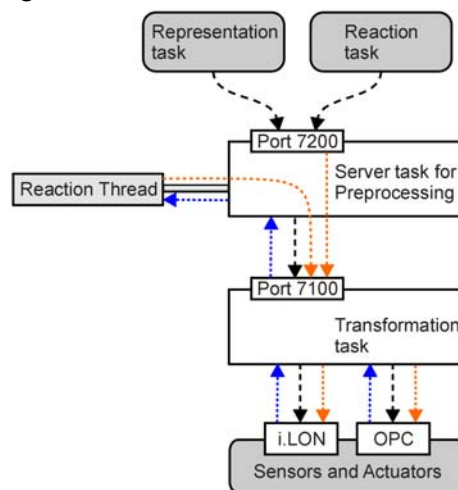 Representation
task
Reaction
task
Port 7200
Server task for
Preprocessing
Reaction Thread
Port 7100
Transformation
task
i.LON
OPC
Sensors and Actuators